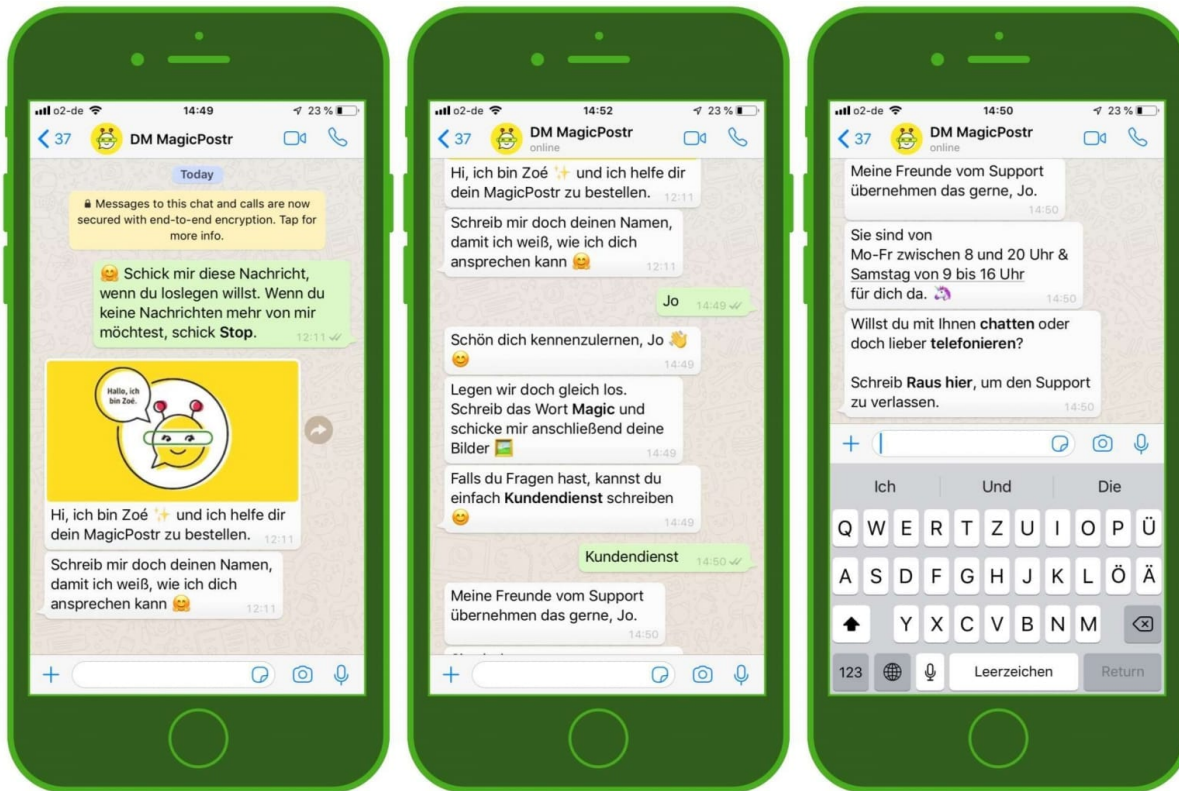 o2-de 14:49 23 %
37 DM MagicPostr
Today
Messages to this chat and calls are now
secured with end-to-end encryption. Tap for
more info.
🤗 Schick mir diese Nachricht,
wenn du loslegen willst. Wenn du
keine Nachrichten mehr von mir
möchtest, schick Stop. 12:11
Hallo, ich
bin Zoé.
Hi, ich bin Zoé ✨ und ich helfe dir
dein MagicPostr zu bestellen. 12:11
Schreib mir doch deinen Namen,
damit ich weiß, wie ich dich
ansprechen kann 🤗 12:11
o2-de 14:52 23 %
37 DM MagicPostr
online
Hi, ich bin Zoé ✨ und ich helfe dir
dein MagicPostr zu bestellen. 12:11
Schreib mir doch deinen Namen,
damit ich weiß, wie ich dich
ansprechen kann 🤗 12:11
Jo 14:49
Schön dich kennenzulernen, Jo 👋
😊 14:49
Legen wir doch gleich los.
Schreib das Wort Magic und
schicke mir anschließend deine
Bilder 🖼️ 14:49
Falls du Fragen hast, kannst du
einfach Kundendienst schreiben
😊 14:49
Kundendienst 14:50
Meine Freunde vom Support
übernehmen das gerne, Jo.
14:50
o2-de 14:50 23 %
37 DM MagicPostr
online
Meine Freunde vom Support
übernehmen das gerne, Jo.
14:50
Sie sind von
Mo-Fr zwischen 8 und 20 Uhr &
Samstag von 9 bis 16 Uhr
für dich da. 🦄 14:50
Willst du mit Ihnen chatten oder
doch lieber telefonieren?
Schreib Raus hier, um den Support
zu verlassen. 14:50
Ich Und Die
Q W E R T Z U I O P Ü
A S D F G H J K L Ö Ä
Y X C V B N M
123 Leerzeichen Return